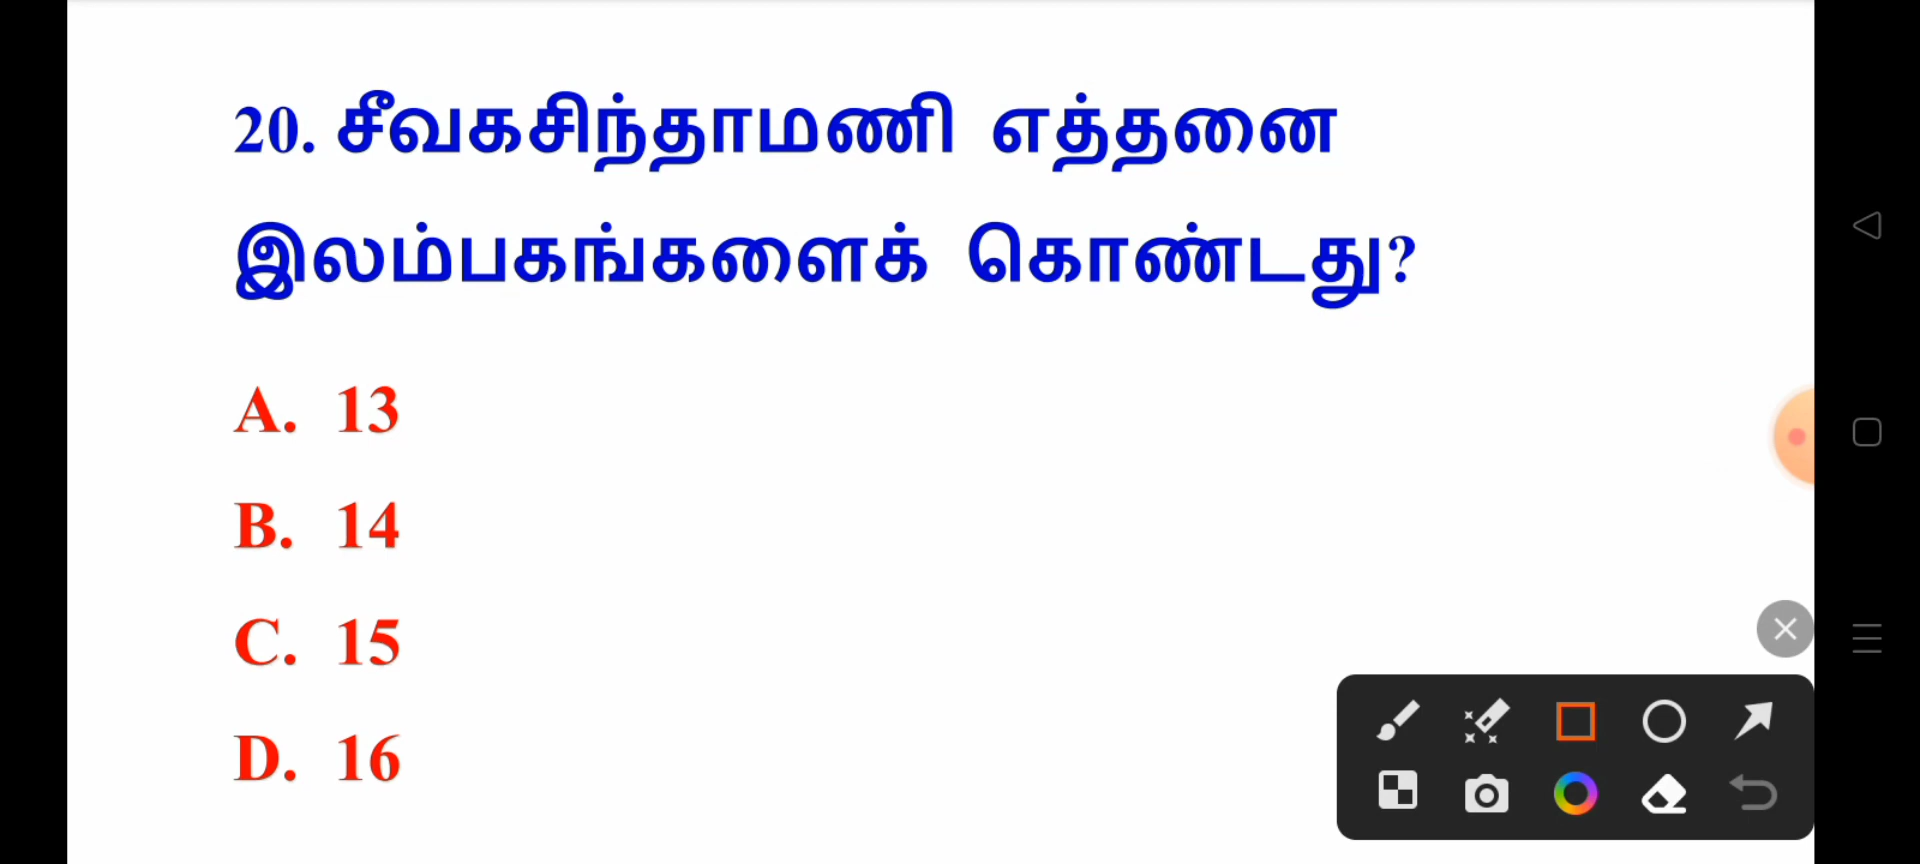 20. சீவகசிந்தாமணி எத்தனை
இலம்பகங்களைக் கொண்டது?
A. 13
B. 14
C. 15
D. 16